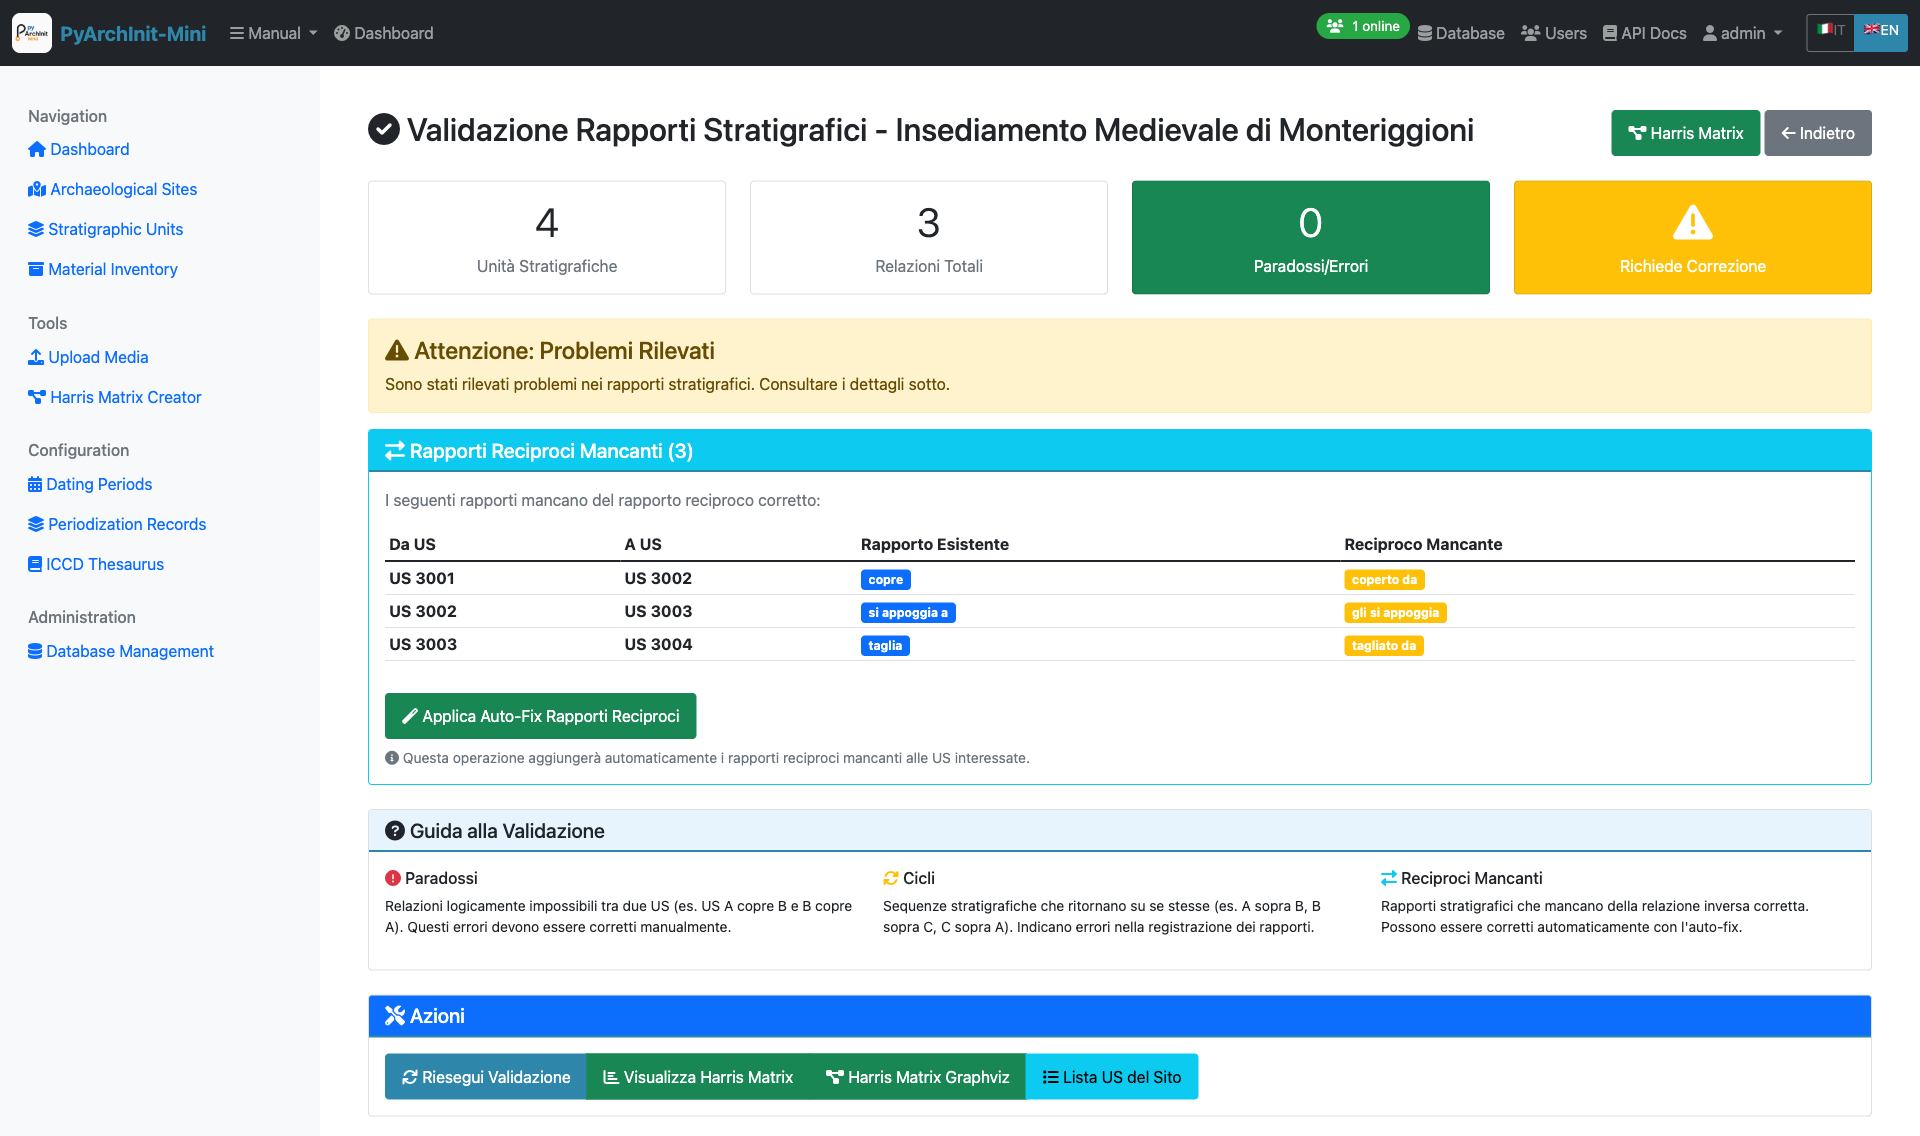 PyArchInit-Mini
Manual
Dashboard
1 online
Database
Users
API Docs
admin
IT
EN
Navigation
Dashboard
Archaeological Sites
Stratigraphic Units
Material Inventory
Tools
Upload Media
Harris Matrix Creator
Configuration
Dating Periods
Periodization Records
ICCD Thesaurus
Administration
Database Management
Validazione Rapporti Stratigrafici - Insediamento Medievale di Monteriggioni
Harris Matrix
Indietro
4
Unità Stratigrafiche
3
Relazioni Totali
0
Paradossi/Errori
Richiede Correzione
Attenzione: Problemi Rilevati
Sono stati rilevati problemi nei rapporti stratigrafici. Consultare i dettagli sotto.
Rapporti Reciproci Mancanti (3)
I seguenti rapporti mancano del rapporto reciproco corretto:
Da US A US Rapporto Esistente Reciproco Mancante
US 3001 US 3002 copre coperto da
US 3002 US 3003 si appoggia a gli si appoggia
US 3003 US 3004 taglia tagliato da
Applica Auto-Fix Rapporti Reciproci
Questa operazione aggiungerà automaticamente i rapporti reciproci mancanti alle US interessate.
Guida alla Validazione
Paradossi
Relazioni logicamente impossibili tra due US (es. US A copre B e B copre
A). Questi errori devono essere corretti manualmente.
Cicli
Sequenze stratigrafiche che ritornano su se stesse (es. A sopra B, B
sopra C, C sopra A). Indicano errori nella registrazione dei rapporti.
Reciproci Mancanti
Rapporti stratigrafici che mancano della relazione inversa corretta.
Possono essere corretti automaticamente con l'auto-fix.
Azioni
Riesegui Validazione
Visualizza Harris Matrix
Harris Matrix Graphviz
Lista US del Sito